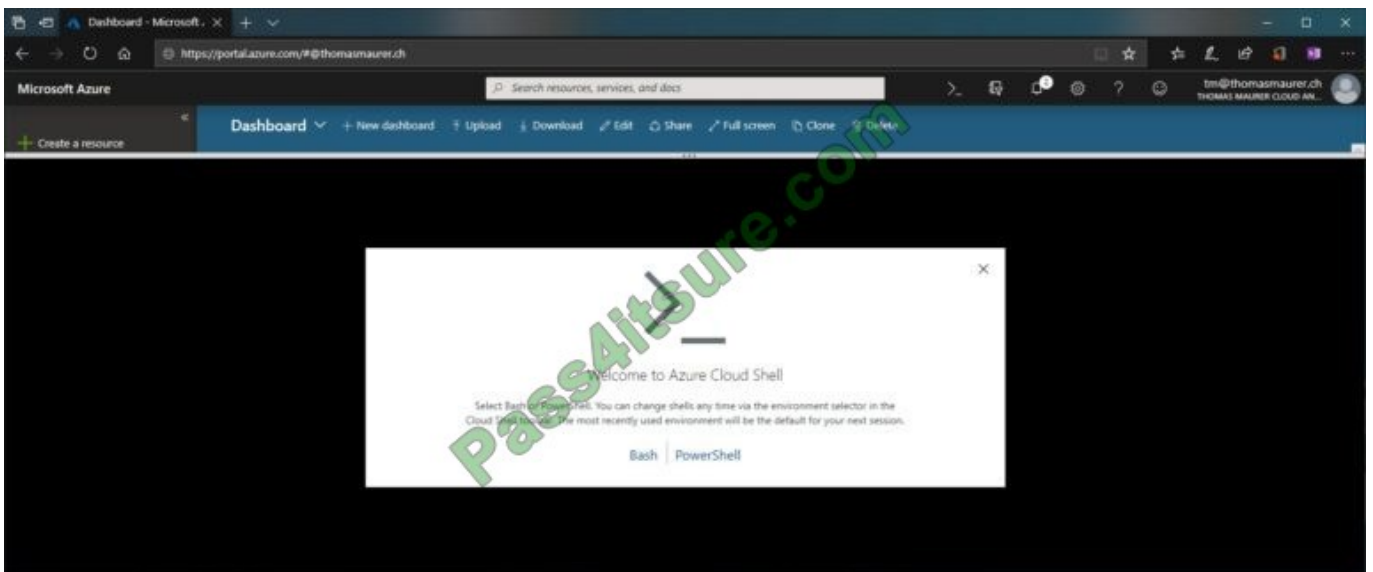 Dashboard - Microsoft
https://portal.azure.com/#@thomasmaurer.ch
Microsoft Azure
Search resources, services, and docs
tm@thomasmaurer.ch
THOMAS MAURER CLOUD AN...
Create a resource
Dashboard
+ New dashboard
Upload
Download
Edit
Share
Full screen
Clone
Delete
Pass4itsure.com
Welcome to Azure Cloud Shell
Select Bash or PowerShell. You can change shells any time via the environment selector in the
Cloud Shell toolbar. The most recently used environment will be the default for your next session.
Bash
PowerShell